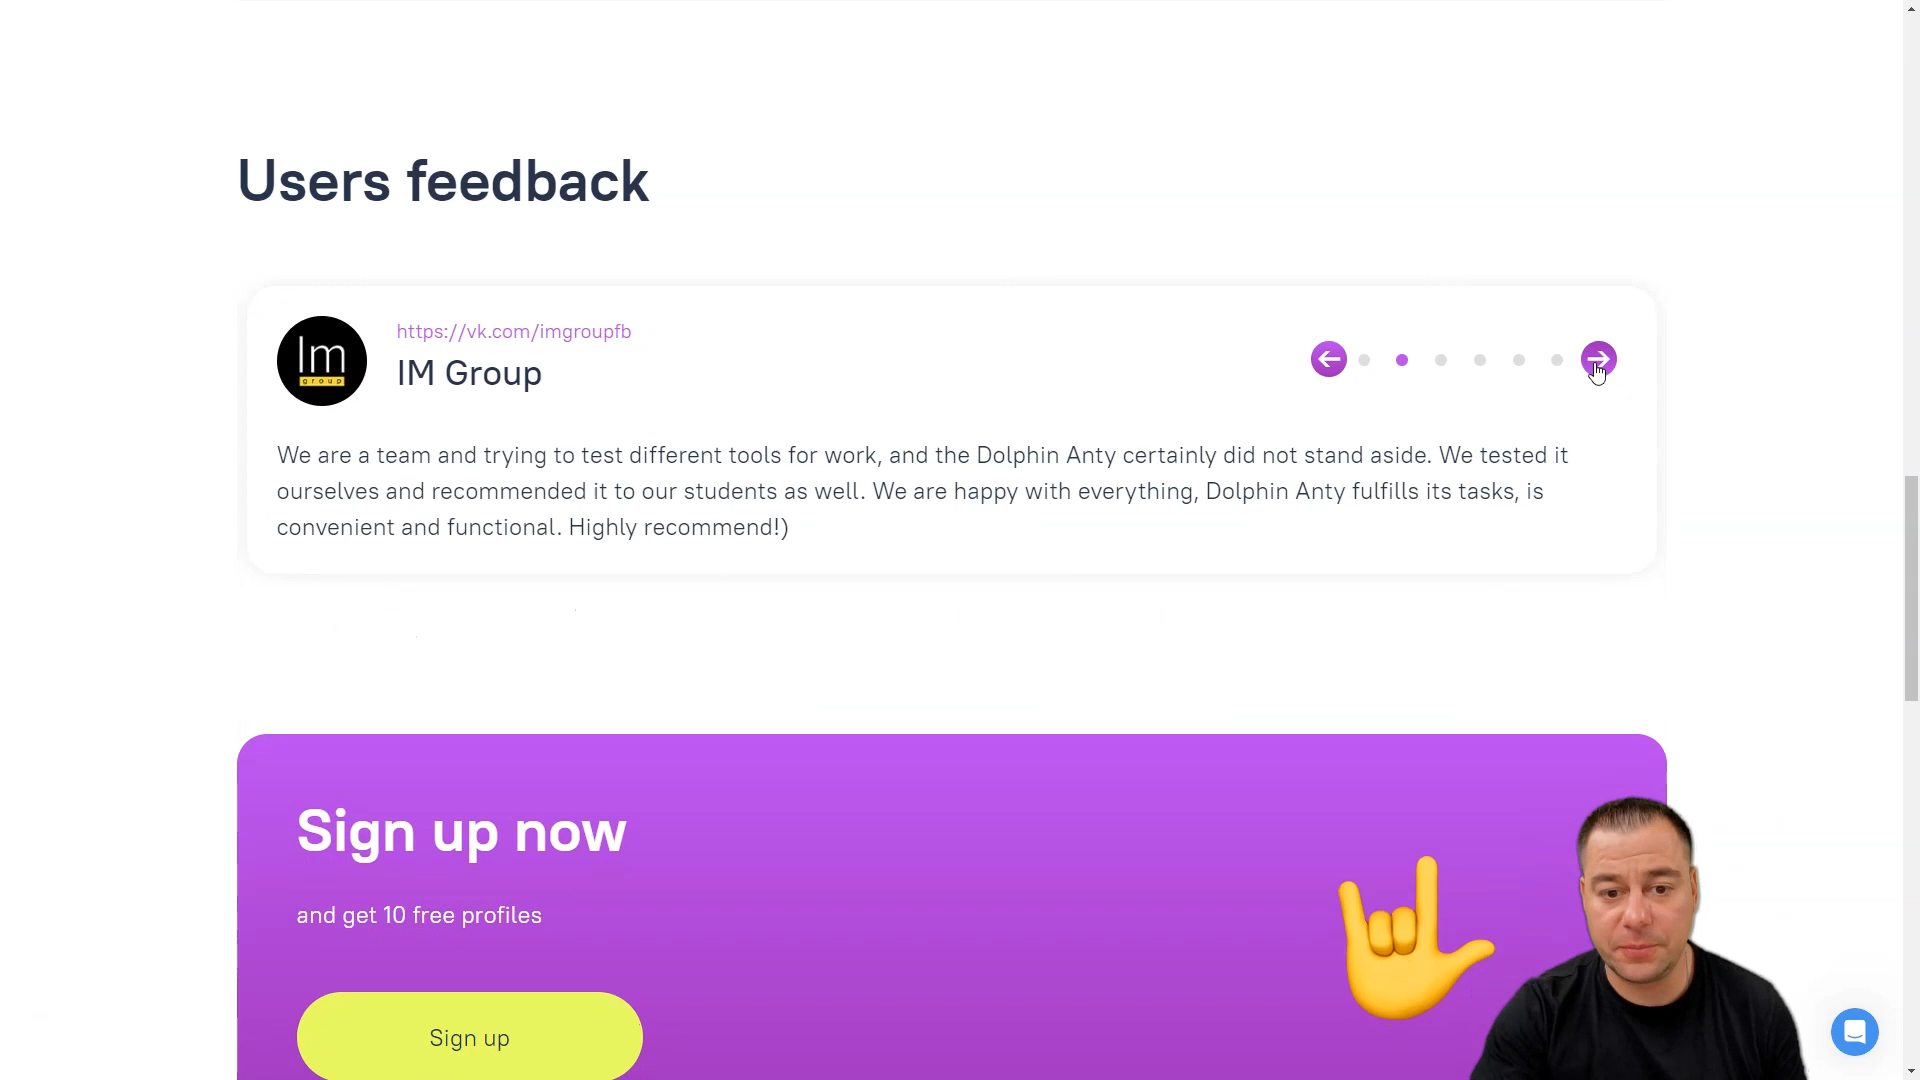 Users feedback
Im
group
https://vk.com/imgroupfb
IM Group
We are a team and trying to test different tools for work, and the Dolphin Anty certainly did not stand aside. We tested it
ourselves and recommended it to our students as well. We are happy with everything, Dolphin Anty fulfills its tasks, is
convenient and functional. Highly recommend!)
Sign up now
and get 10 free profiles
Sign up